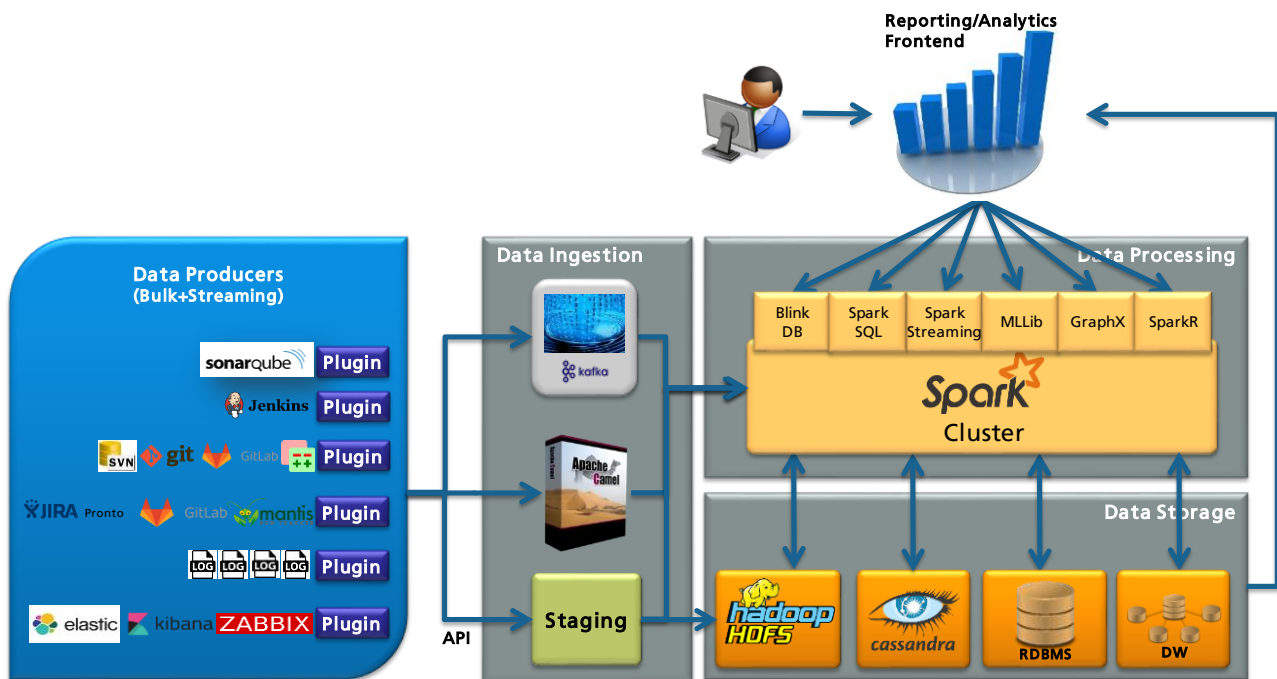 Reporting/Analytics
Frontend
Data Producers
(Bulk+Streaming)
sonarqube Plugin
Jenkins Plugin
SVN git GitLab Plugin
JIRA Pronto GitLab mantis Plugin
LOG LOG LOG LOG Plugin
elastic kibana ZABBIX Plugin
API
Data Ingestion
kafka
Apache
Camel
Apache Camel
Staging
Data Processing
Blink
DB
Spark
SQL
Spark
Streaming
MLLib
GraphX
SparkR
Spark
Cluster
Data Storage
hadoop
HDFS
cassandra
RDBMS
DW